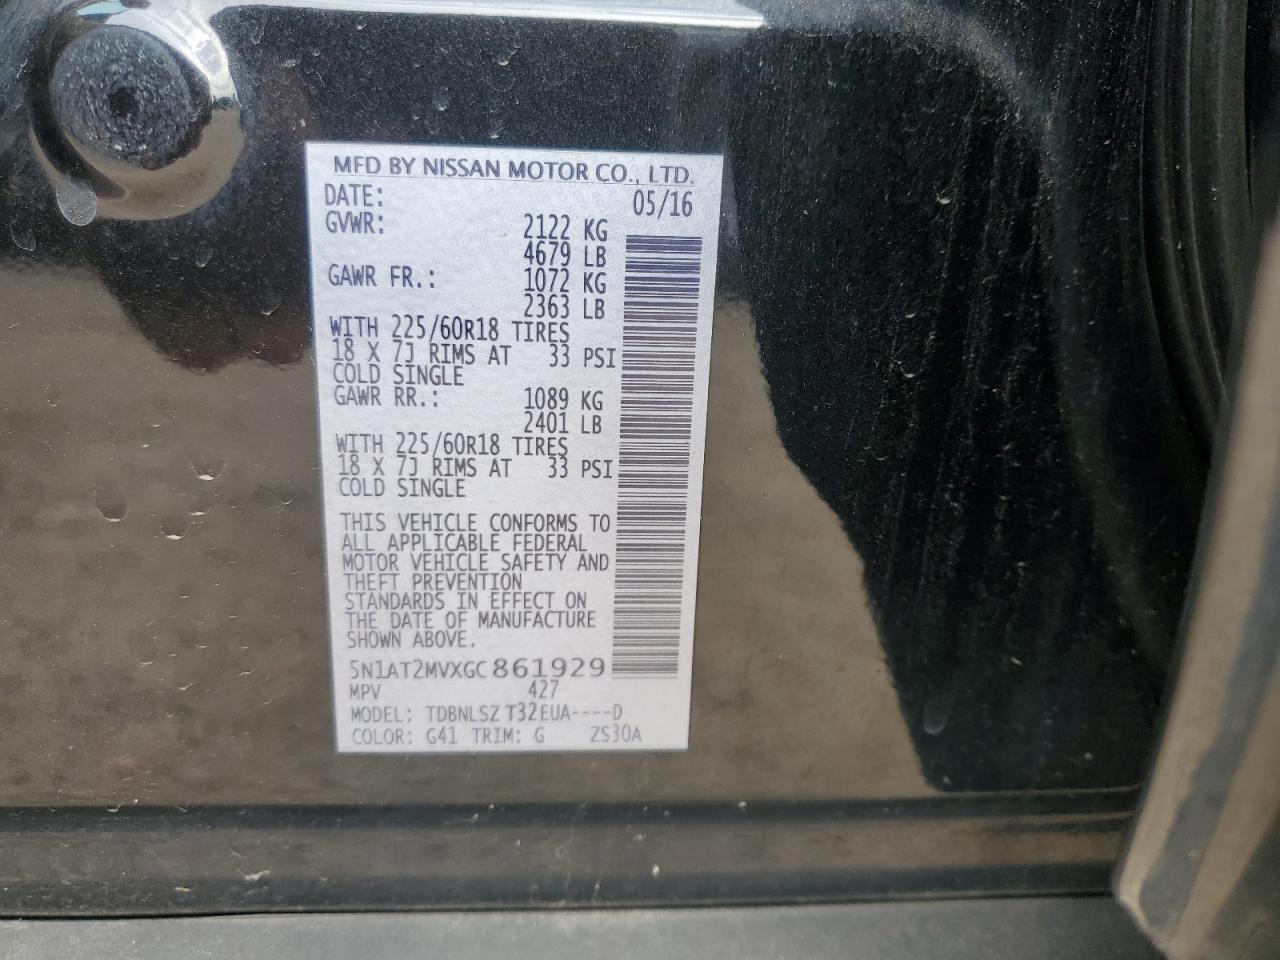 MFD BY NISSAN MOTOR CO., LTD.
DATE: 05/16
GVWR: 2122 KG
4679 LB
GAWR FR.: 1072 KG
2363 LB
WITH 225/60R18 TIRES
18 X 7J RIMS AT 33 PSI
COLD SINGLE
GAWR RR.: 1089 KG
2401 LB
WITH 225/60R18 TIRES
18 X 7J RIMS AT 33 PSI
COLD SINGLE
THIS VEHICLE CONFORMS TO
ALL APPLICABLE FEDERAL
MOTOR VEHICLE SAFETY AND
THEFT PREVENTION
STANDARDS IN EFFECT ON
THE DATE OF MANUFACTURE
SHOWN ABOVE.
5N1AT2MVXGC861929
MPV 427
MODEL: TDBNLSZ T32EUA----D
COLOR: G41 TRIM: G ZS30A